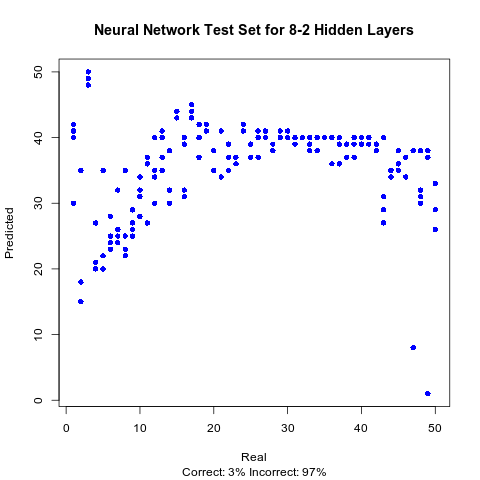 Neural Network Test Set for 8-2 Hidden Layers
Predicted
50
40
30
20
10
0
0 10 20 30 40 50
Real
Correct: 3% Incorrect: 97%